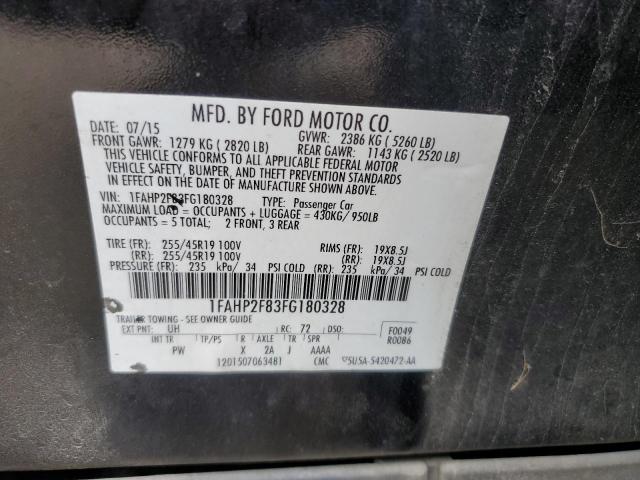 MFD. BY FORD MOTOR CO.
DATE: 07/15 GVWR: 2386 KG ( 5260 LB)
FRONT GAWR: 1279 KG ( 2820 LB) REAR GAWR: 1143 KG ( 2520 LB)
THIS VEHICLE CONFORMS TO ALL APPLICABLE FEDERAL MOTOR
VEHICLE SAFETY, BUMPER, AND THEFT PREVENTION STANDARDS
IN EFFECT ON THE DATE OF MANUFACTURE SHOWN ABOVE.
VIN: 1FAHP2F83FG180328 TYPE: Passenger Car
MAXIMUM LOAD = OCCUPANTS + LUGGAGE = 430KG/ 950LB
OCCUPANTS = 5 TOTAL; 2 FRONT, 3 REAR
TIRE (FR): 255/45R19 100V RIMS (FR): 19X8.5J
(RR): 255/45R19 100V (RR): 19X8.5J
PRESSURE (FR): 235 kPa/ 34 PSI COLD (RR): 235 kPa/ 34 PSI COLD
1FAHP2F83FG180328
TRAILER TOWING - SEE OWNER GUIDE
EXT PNT: UH RC: 72 DSO: F0049
INT TR TP/PS R AXLE TR SPR R0086
PW X 2A J AAAA
1201507063481 CMC 5U5A-5420472-AA